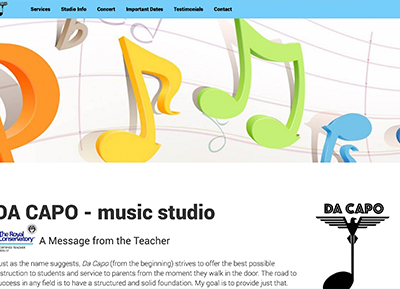 Services Studio Info Concert Important Dates Testimonials Contact
DA CAPO - music studio
DA CAPO
The Royal
Conservatory
A Message from the Teacher
ust as the name suggests, Da Capo (from the beginning) strives to offer the best possible
nstruction to students and service to parents from the moment they walk in the door. The road to
uccess in any field is to have a structured and solid foundation. My goal is to provide just that.